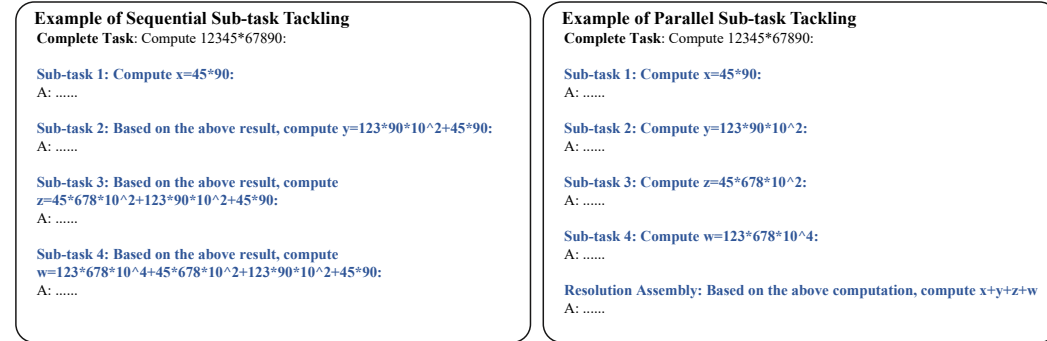 Example of Sequential Sub-task Tackling
Complete Task: Compute 12345*67890:
Sub-task 1: Compute x=45*90:
A: ......
Sub-task 2: Based on the above result, compute y=123*90*10^2+45*90:
A: ......
Sub-task 3: Based on the above result, compute
z=45*678*10^2+123*90*10^2+45*90:
A: ......
Sub-task 4: Based on the above result, compute
w=123*678*10^4+45*678*10^2+123*90*10^2+45*90:
A: ......
Example of Parallel Sub-task Tackling
Complete Task: Compute 12345*67890:
Sub-task 1: Compute x=45*90:
A: ......
Sub-task 2: Compute y=123*90*10^2:
A: ......
Sub-task 3: Compute z=45*678*10^2:
A: ......
Sub-task 4: Compute w=123*678*10^4:
A: ......
Resolution Assembly: Based on the above computation, compute x+y+z+w
A: ......